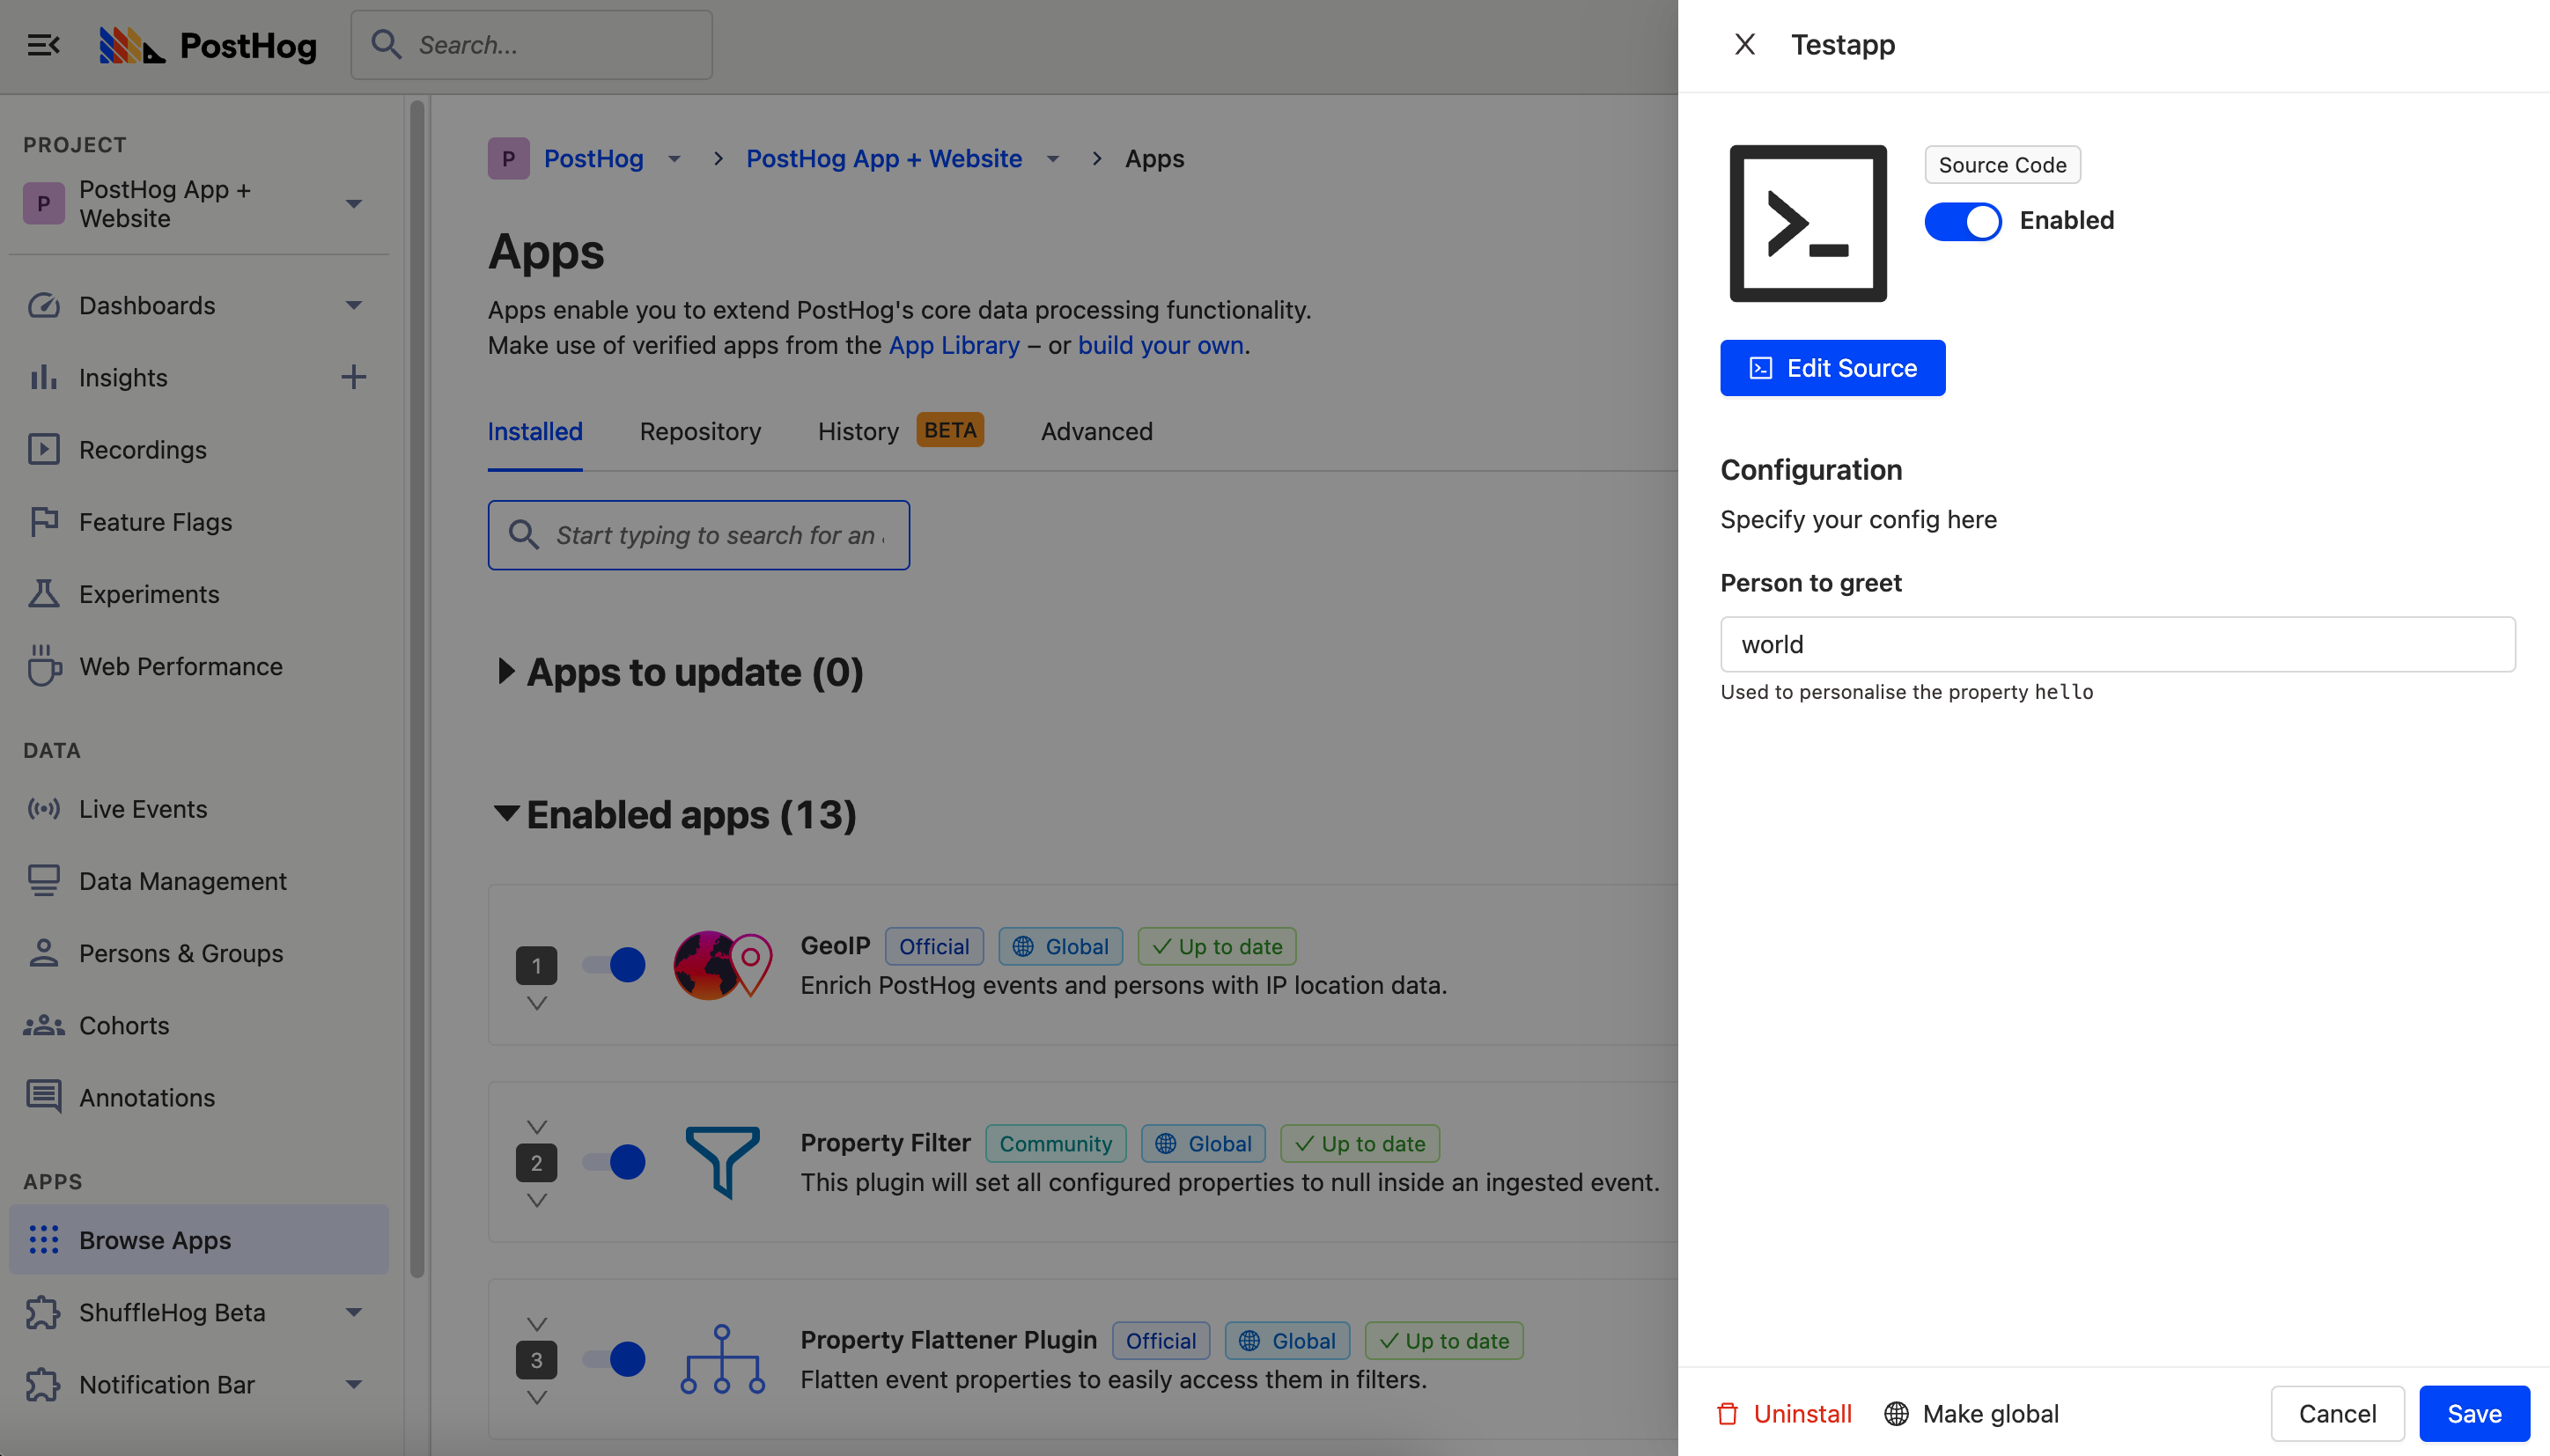 PostHog
Search...
PROJECT
P
PostHog App +
Website
Dashboards
Insights
Recordings
Feature Flags
Experiments
Web Performance
DATA
Live Events
Data Management
Persons & Groups
Cohorts
Annotations
APPS
Browse Apps
ShuffleHog Beta
Notification Bar
P PostHog > PostHog App + Website > Apps
Apps
Apps enable you to extend PostHog's core data processing functionality.
Make use of verified apps from the App Library – or build your own.
Installed Repository History BETA Advanced
Start typing to search for an
Apps to update (0)
Enabled apps (13)
1
GeoIP Official Global Up to date
Enrich PostHog events and persons with IP location data.
2
Property Filter Community Global Up to date
This plugin will set all configured properties to null inside an ingested event.
3
Property Flattener Plugin Official Global Up to date
Flatten event properties to easily access them in filters.
Testapp
Source Code
Enabled
Edit Source
Configuration
Specify your config here
Person to greet
world
Used to personalise the property hello
Uninstall Make global Cancel Save